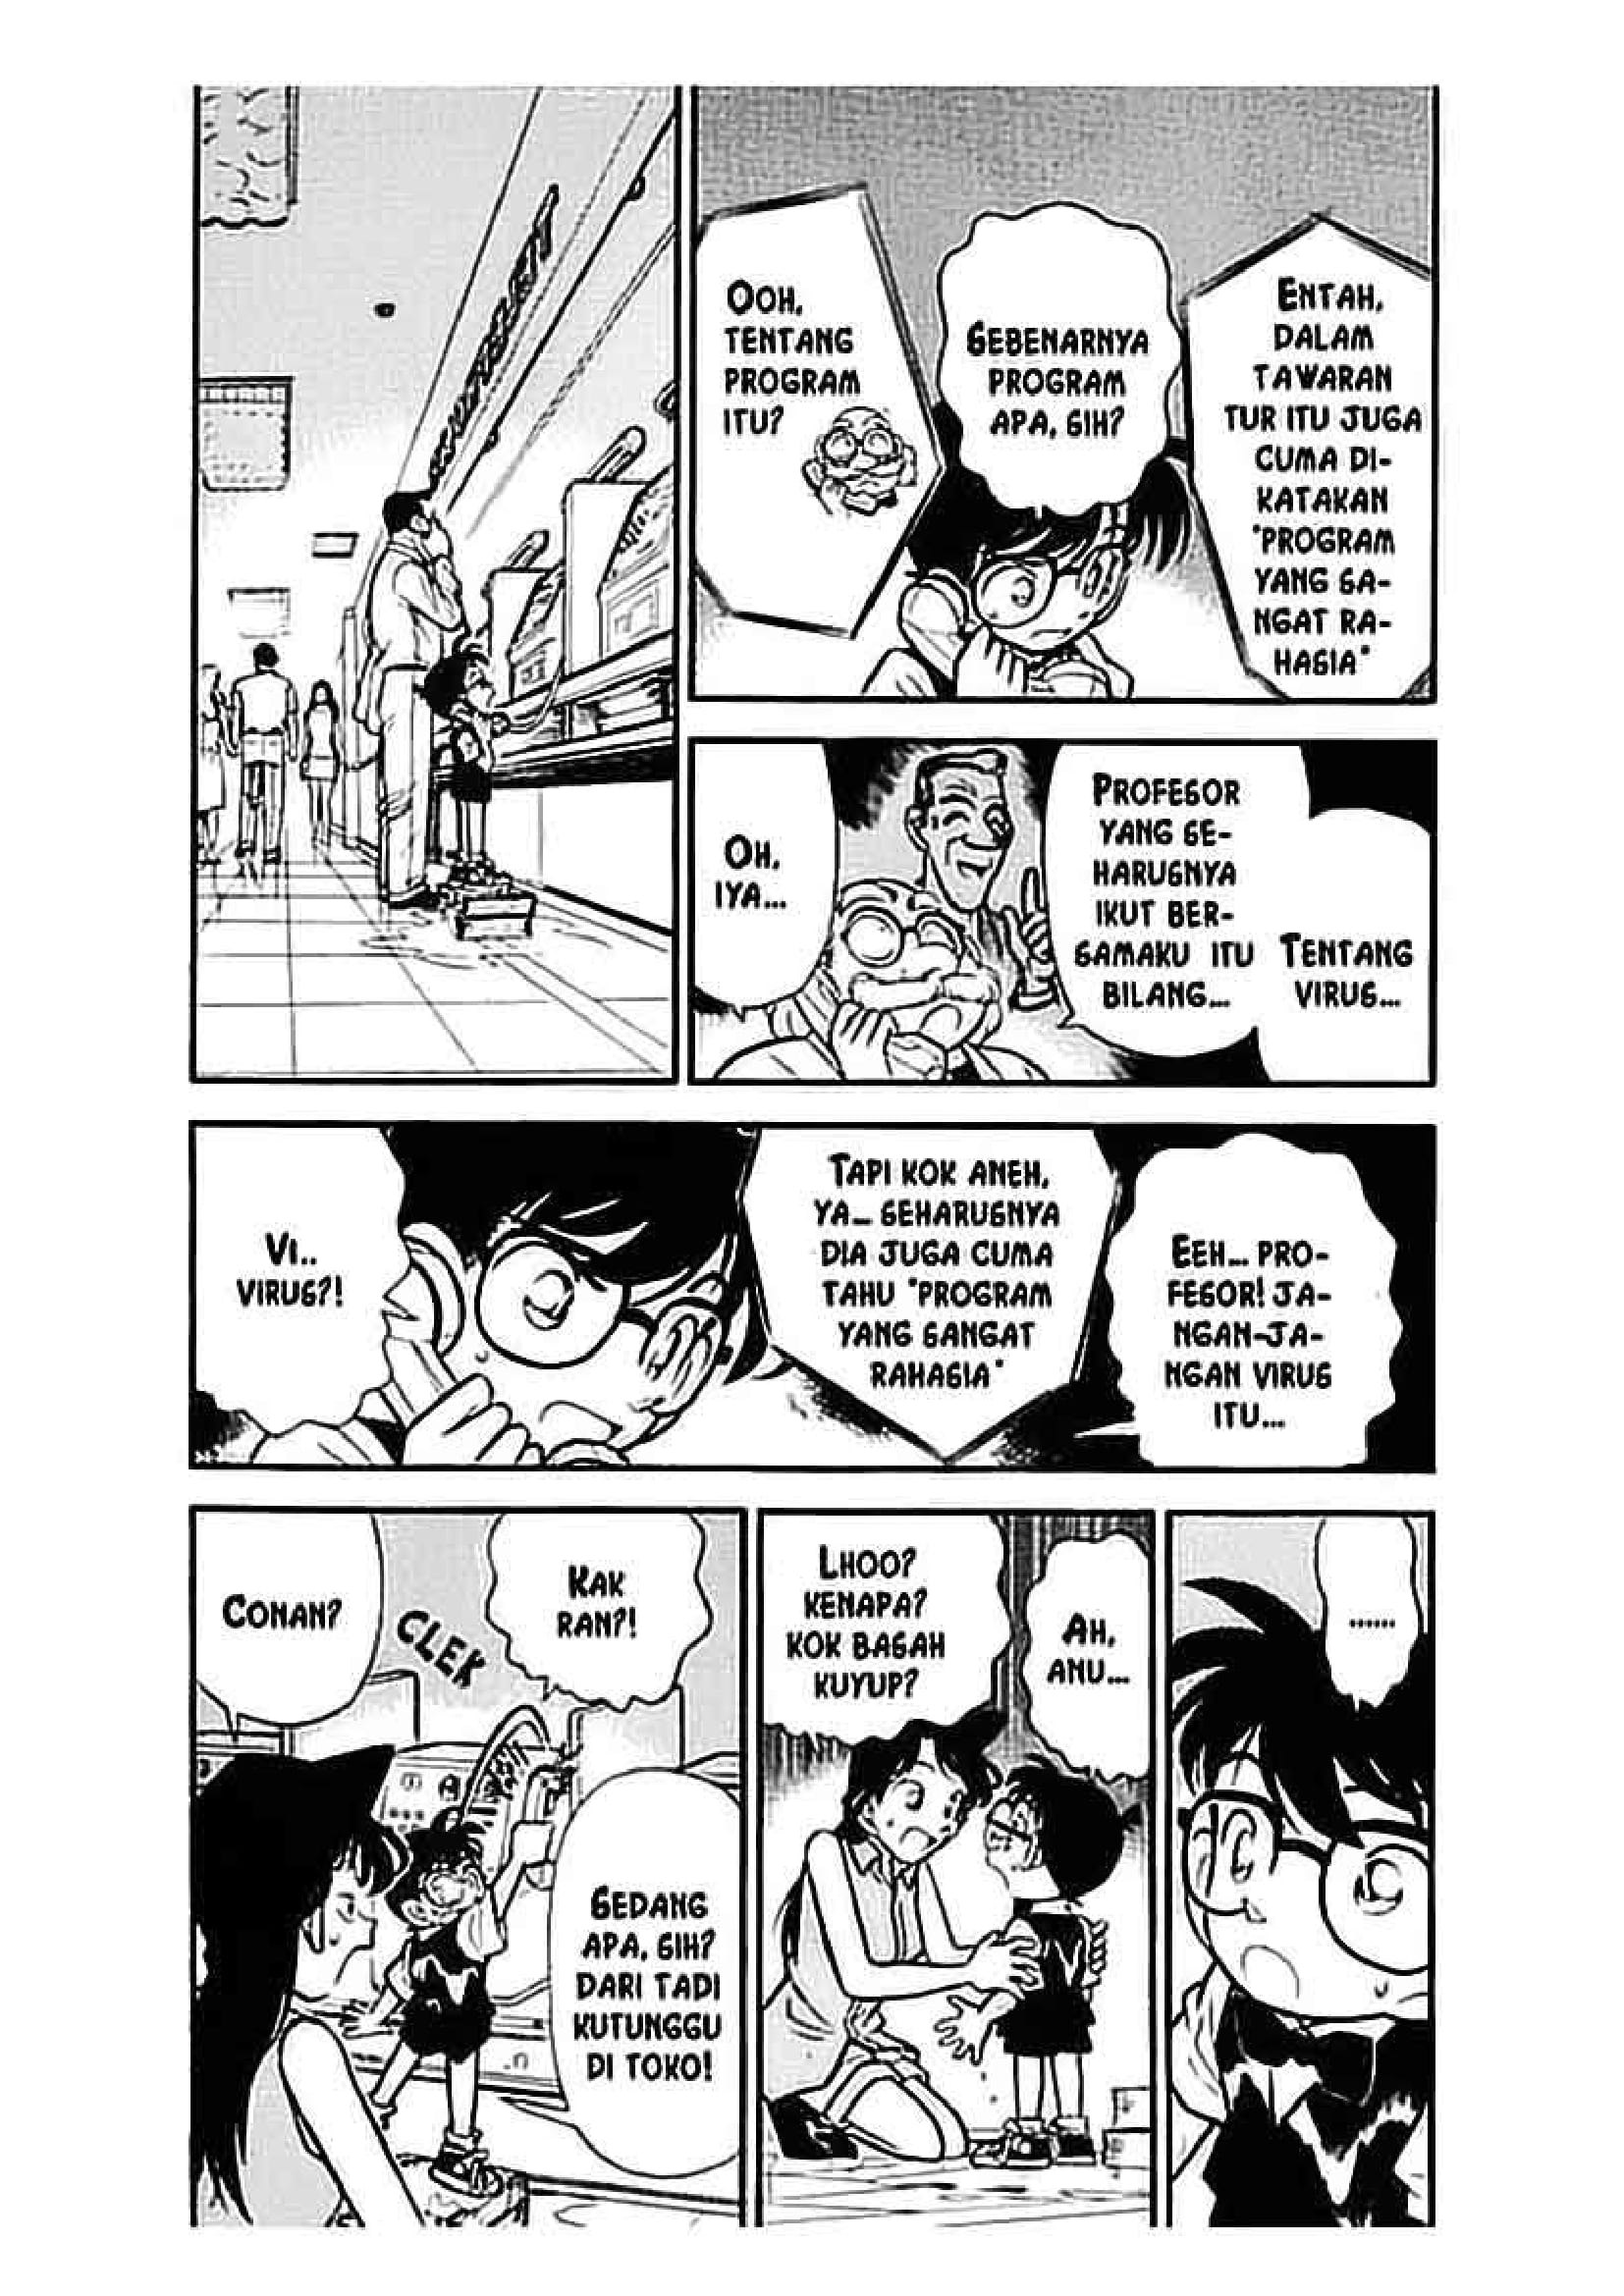 OOH,
TENTANG
PROGRAM
ITU?
SEBENARNYA
PROGRAM
APA, SIH?
ENTAH,
DALAM
TAWARAN
TUR ITU JUGA
CUMA DI-
KATAKAN
"PROGRAM
YANG SA-
NGAT RA-
HASIA"
OH,
IYA...
PROFESOR
YANG SE-
HARUSNYA
IKUT BER-
SAMAKU ITU
BILANG...
TENTANG
VIRUS...
VI..
VIRUS?!
TAPI KOK ANEH,
YA... SEHARUSNYA
DIA JUGA CUMA
TAHU "PROGRAM
YANG SANGAT
RAHASIA"
EEH... PRO-
FESOR! JA-
NGAN-JA-
NGAN VIRUS
ITU...
CONAN?
CLEK
KAK
RAN?!
SEDANG
APA, SIH?
DARI TADI
KUTUNGGU
DI TOKO!
LHOO?
KENAPA?
KOK BASAH
KUYUP?
AH,
ANU...
......